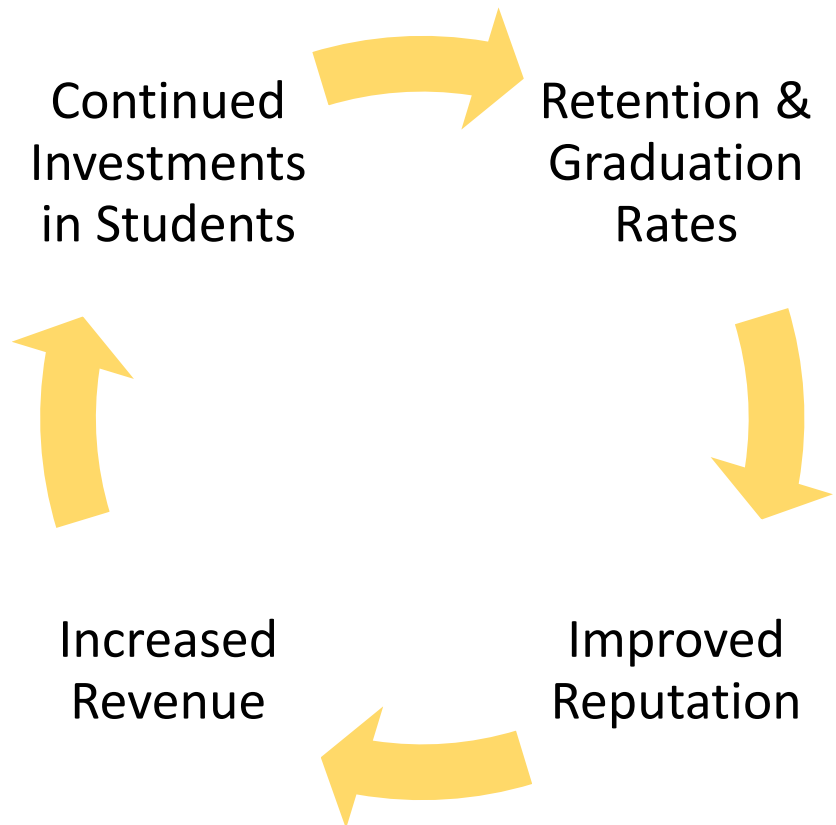 Continued
Investments
in Students
Retention &
Graduation
Rates
Increased
Revenue
Improved
Reputation